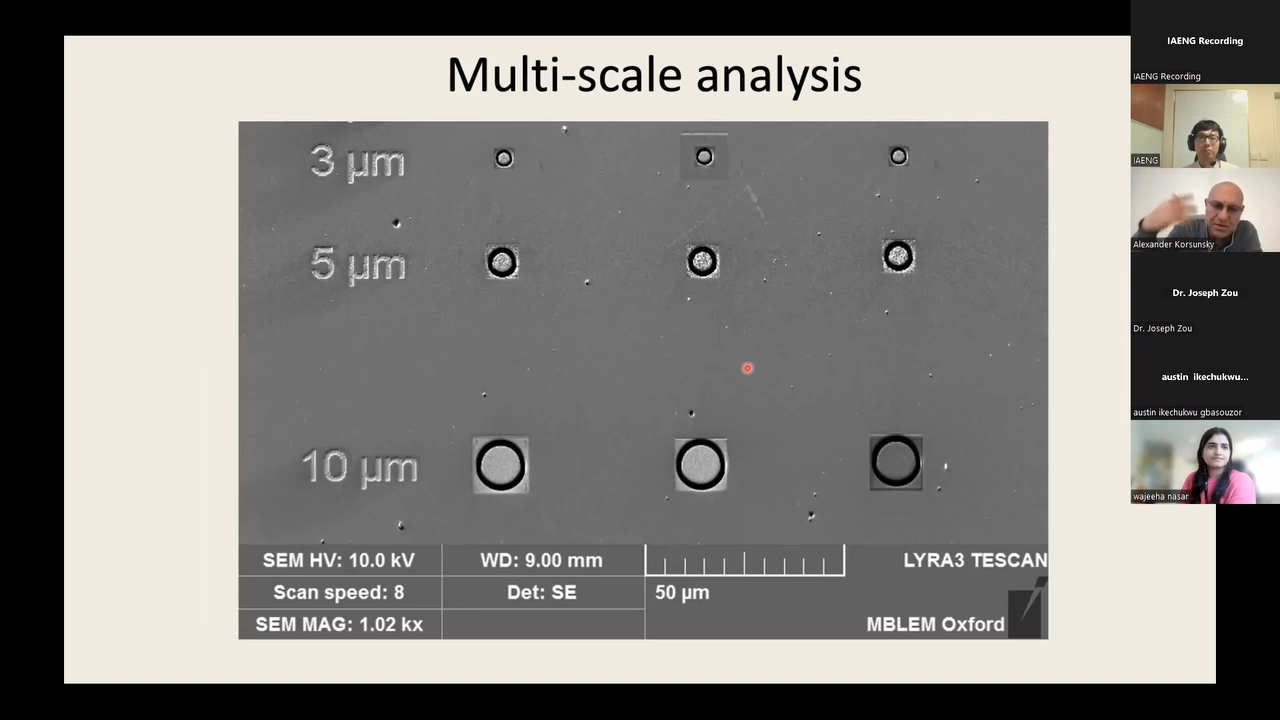 Multi-scale analysis
3 µm
5 µm
10 µm
SEM HV: 10.0 kV
WD: 9.00 mm
LYRA3 TESCAN
Scan speed: 8
Det: SE
50 µm
SEM MAG: 1.02 kx
MBLEM Oxford
IAENG Recording
IAENG Recording
IAENG
Alexander Korsunsky
Dr. Joseph Zou
Dr. Joseph Zou
austin ikechukwu...
austin ikechukwu gbasouzor
wajeeha nasar